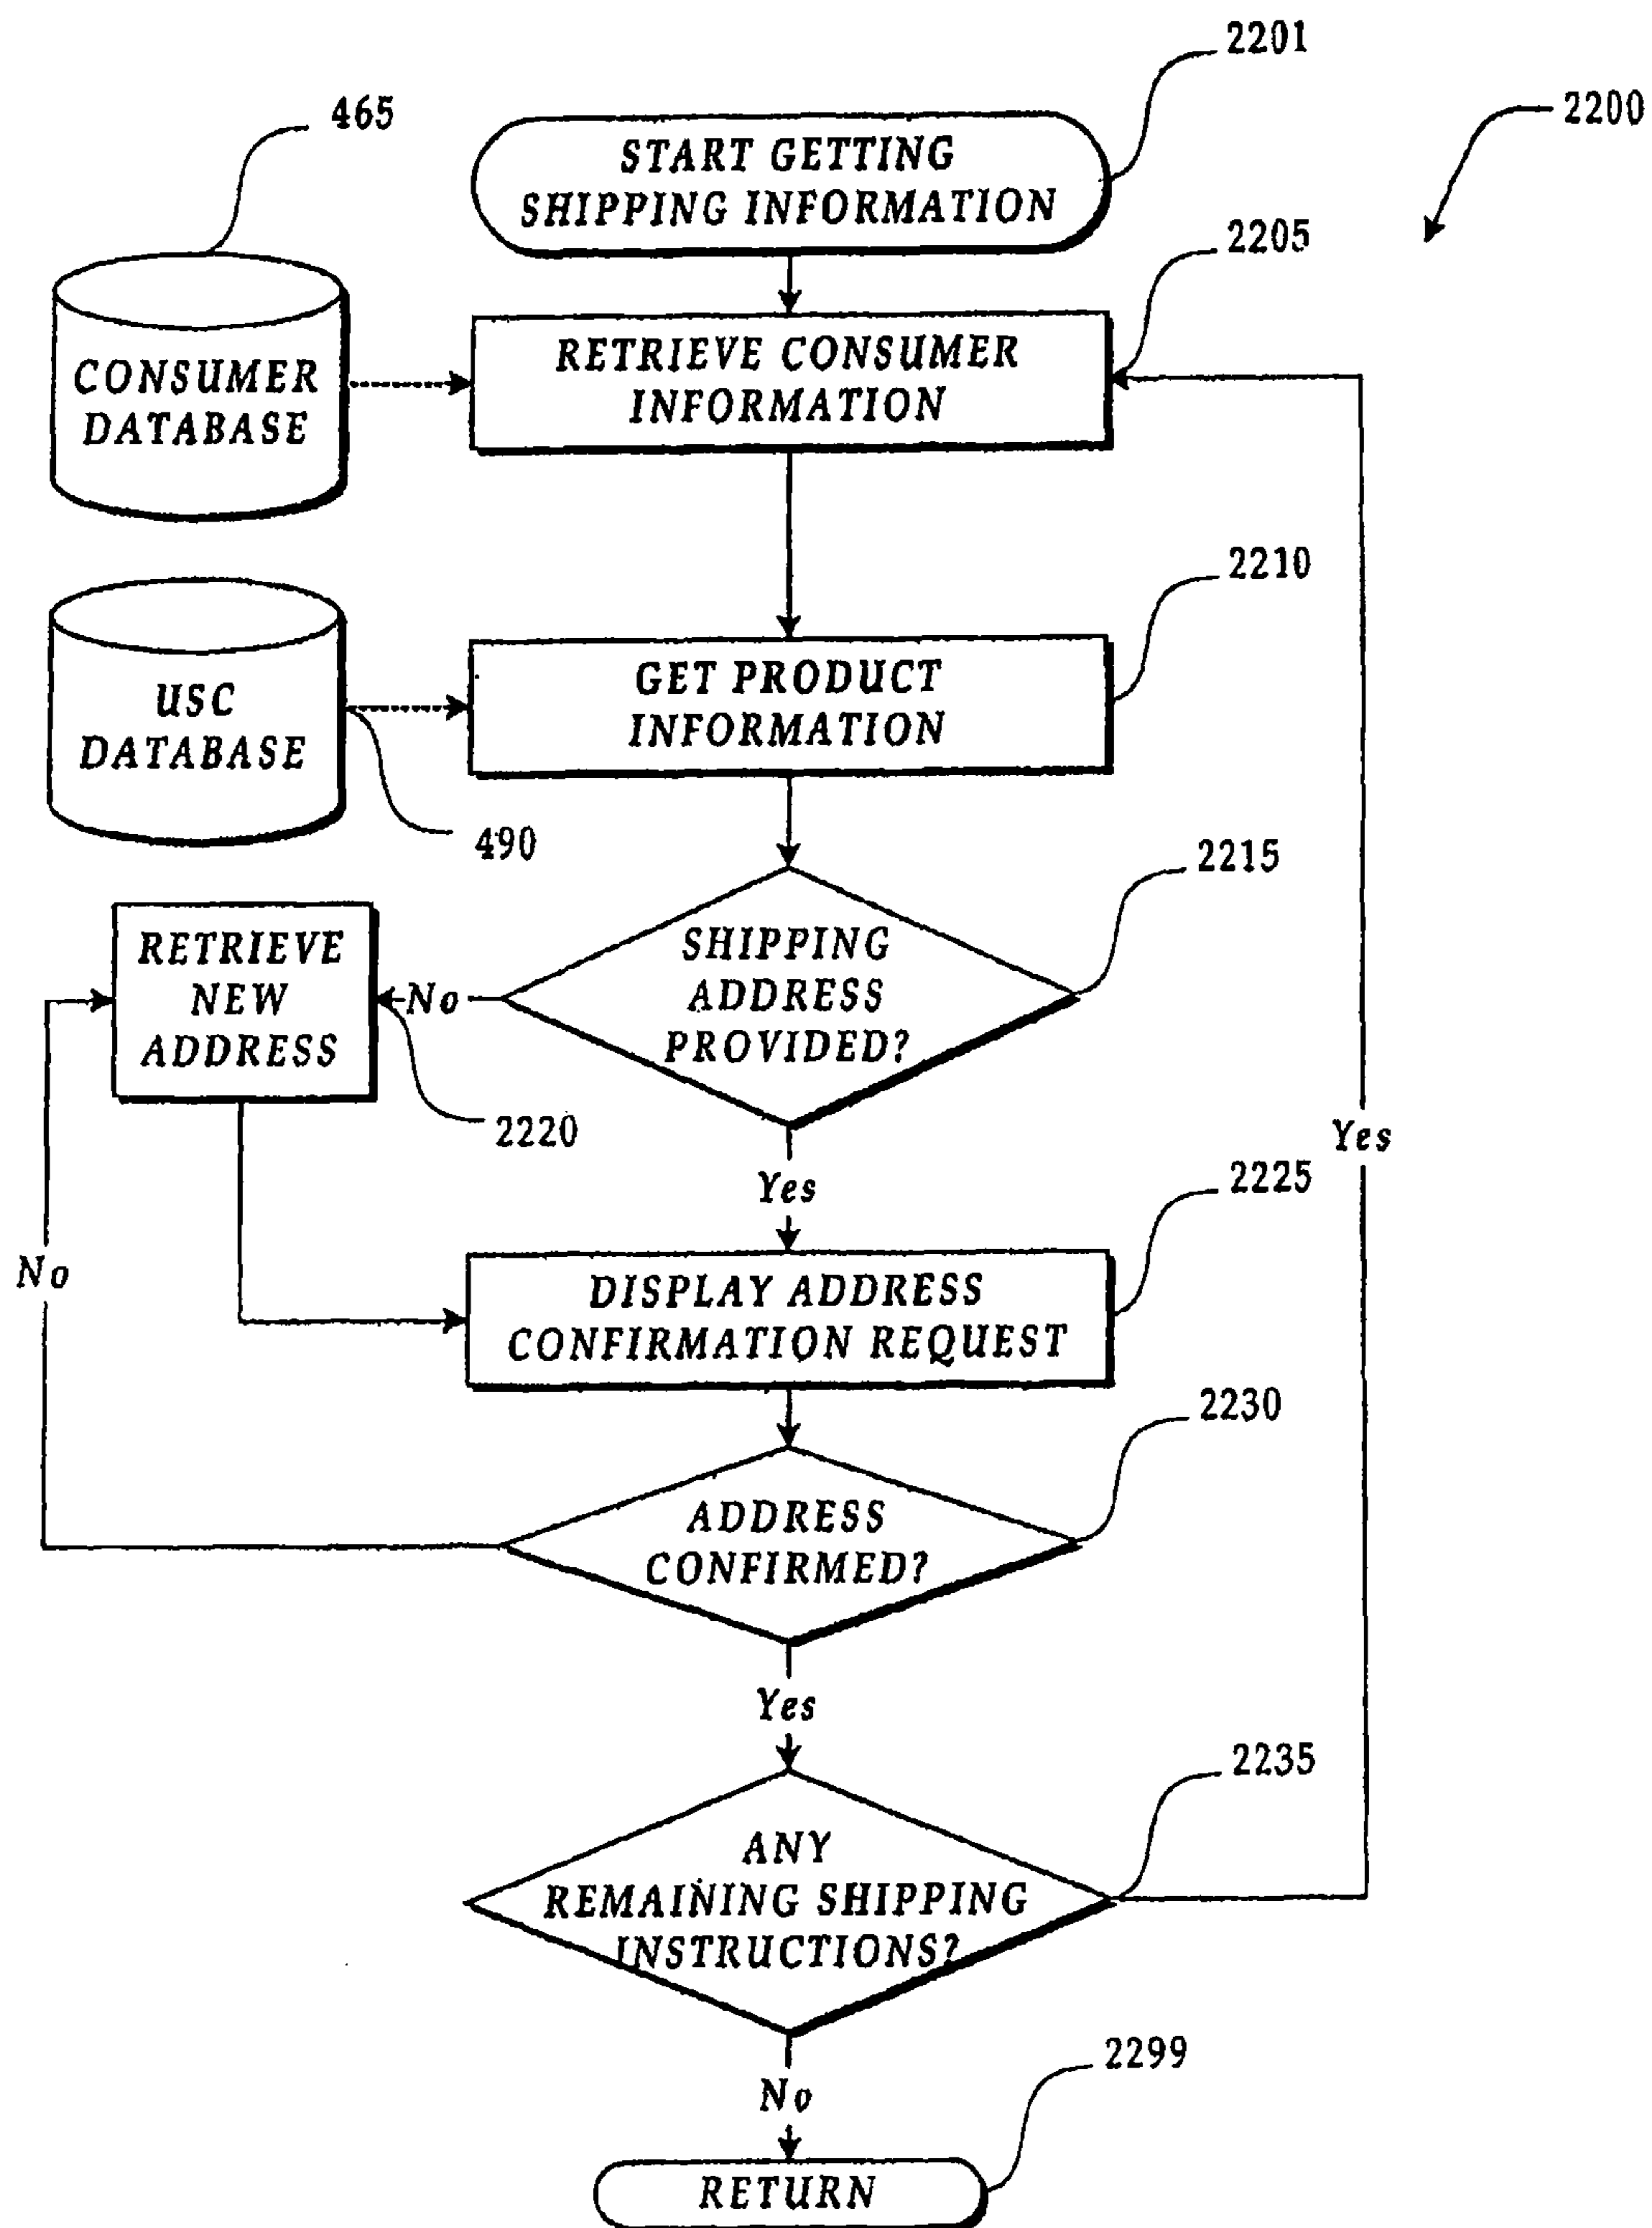 2201
2200
465
START GETTING
SHIPPING INFORMATION
2205
CONSUMER
DATABASE
RETRIEVE CONSUMER
INFORMATION
2210
USC
DATABASE
GET PRODUCT
INFORMATION
490
2215
RETRIEVE
NEW
ADDRESS
No
SHIPPING
ADDRESS
PROVIDED?
2220
Yes
Yes
2225
No
DISPLAY ADDRESS
CONFIRMATION REQUEST
2230
ADDRESS
CONFIRMED?
Yes
2235
ANY
REMAINING SHIPPING
INSTRUCTIONS?
2299
No
RETURN